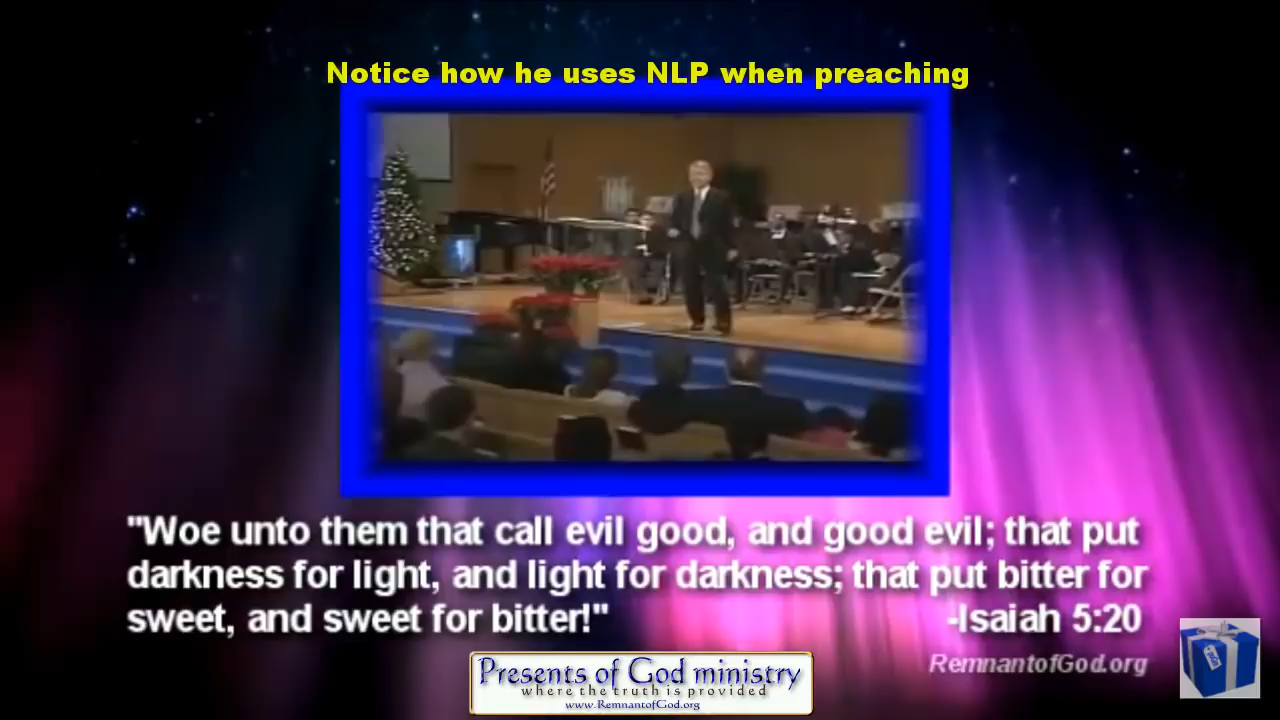 Notice how he uses NLP when preaching
"Woe unto them that call evil good, and good evil; that put
darkness for light, and light for darkness; that put bitter for
sweet, and sweet for bitter!" -Isaiah 5:20
RemnantofGod.org
Presents of God ministry
where the truth is provided
www.RemnantofGod.org